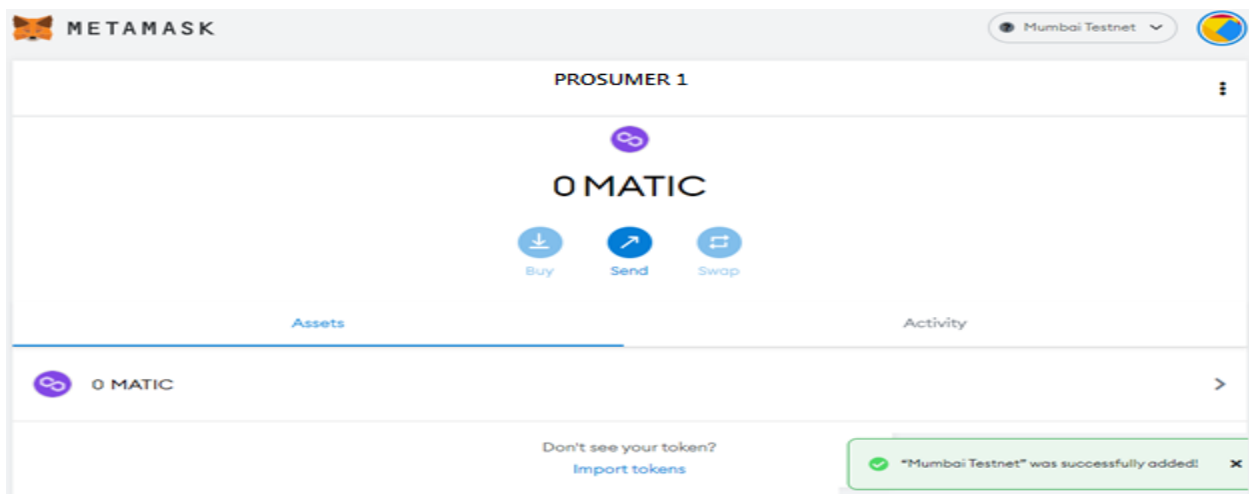 METAMASK
Mumbai Testnet
PROSUMER 1
0 MATIC
Buy Send Swap
Assets Activity
0 MATIC
Don't see your token?
Import tokens
"Mumbai Testnet" was successfully added!